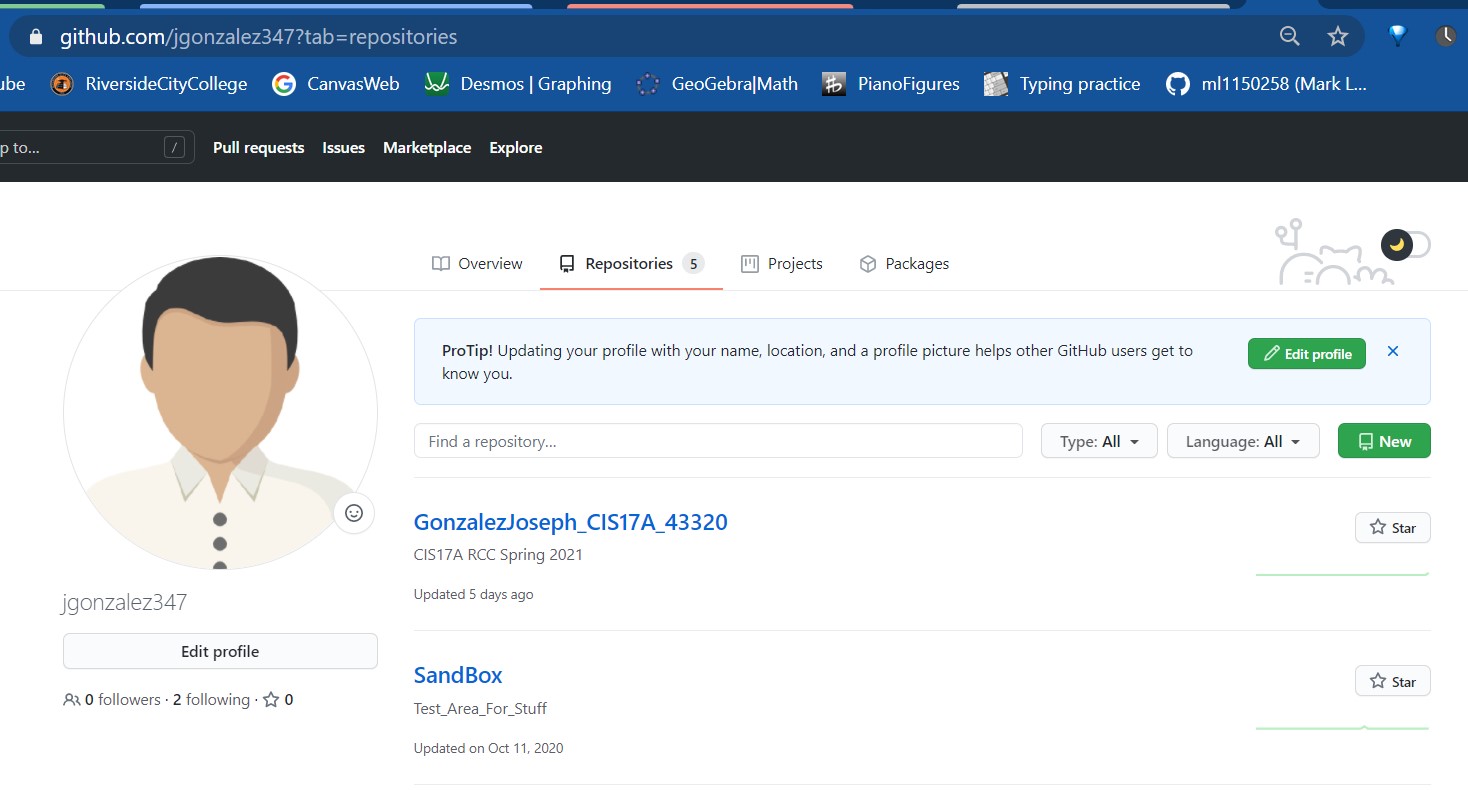 github.com/jgonzalez347?tab=repositories
ube RiversideCityCollege CanvasWeb Desmos | Graphing GeoGebra|Math PianoFigures Typing practice ml1150258 (Mark L...
p to... / Pull requests Issues Marketplace Explore
Overview Repositories 5 Projects Packages
ProTip! Updating your profile with your name, location, and a profile picture helps other GitHub users get to
know you.
Edit profile
Find a repository... Type: All Language: All New
GonzalezJoseph_CIS17A_43320
Star
CIS17A RCC Spring 2021
Updated 5 days ago
jgonzalez347
Edit profile
0 followers · 2 following · 0
SandBox
Star
Test_Area_For_Stuff
Updated on Oct 11, 2020